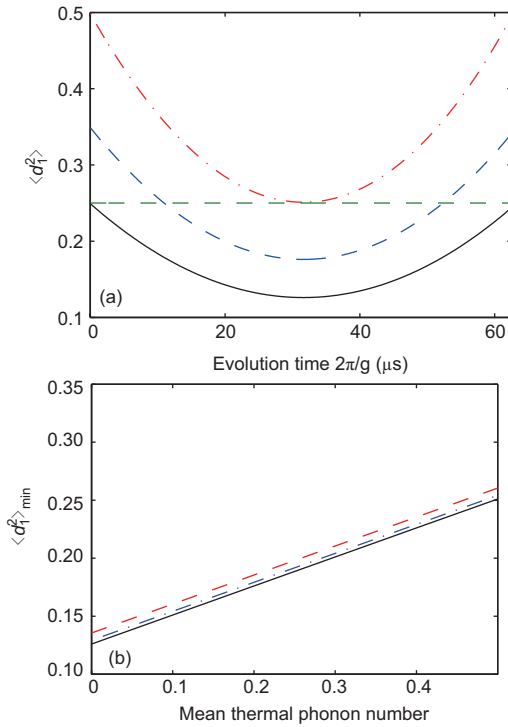 0.5
0.4
0.3
0.2
0.1
⟨d₁²⟩
(a)
0 20 40 60
Evolution time 2π/g (μs)
0.35
0.30
0.25
0.20
0.15
0.10
⟨d₁²⟩min
(b)
0 0.1 0.2 0.3 0.4
Mean thermal phonon number